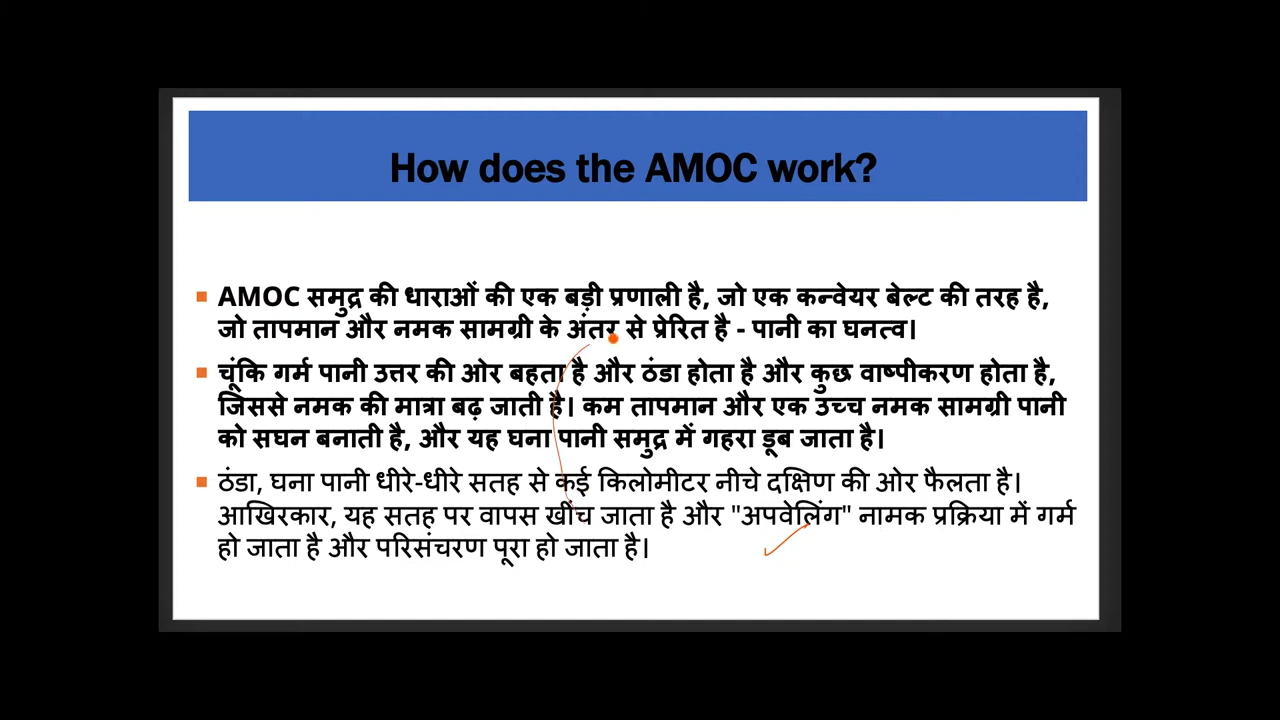 How does the AMOC work?
AMOC समुद्र की धाराओं की एक बड़ी प्रणाली है, जो एक कन्वेयर बेल्ट की तरह है,
जो तापमान और नमक सामग्री के अंतर से प्रेरित है - पानी का घनत्व।
चूंकि गर्म पानी उत्तर की ओर बहता है और ठंडा होता है और कुछ वाष्पीकरण होता है,
जिससे नमक की मात्रा बढ़ जाती है। कम तापमान और एक उच्च नमक सामग्री पानी
को सघन बनाती है, और यह घना पानी समुद्र में गहरा डूब जाता है।
ठंडा, घना पानी धीरे-धीरे सतह से कई किलोमीटर नीचे दक्षिण की ओर फैलता है।
आखिरकार, यह सतह पर वापस खींच जाता है और "अपवेलिंग" नामक प्रक्रिया में गर्म
हो जाता है और परिसंचरण पूरा हो जाता है।